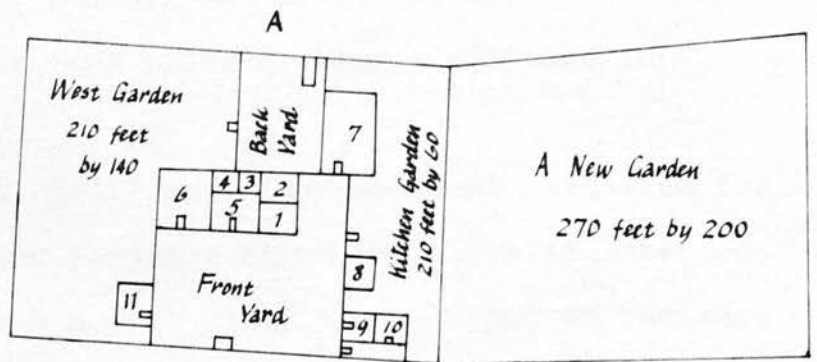 A
West Garden
210 feet
by 140
Back
Yard
7
Kitchen Garden
210 feet by 60
A New Garden
270 feet by 200
6
4
3
2
5
1
8
Front
Yard
11
9
10